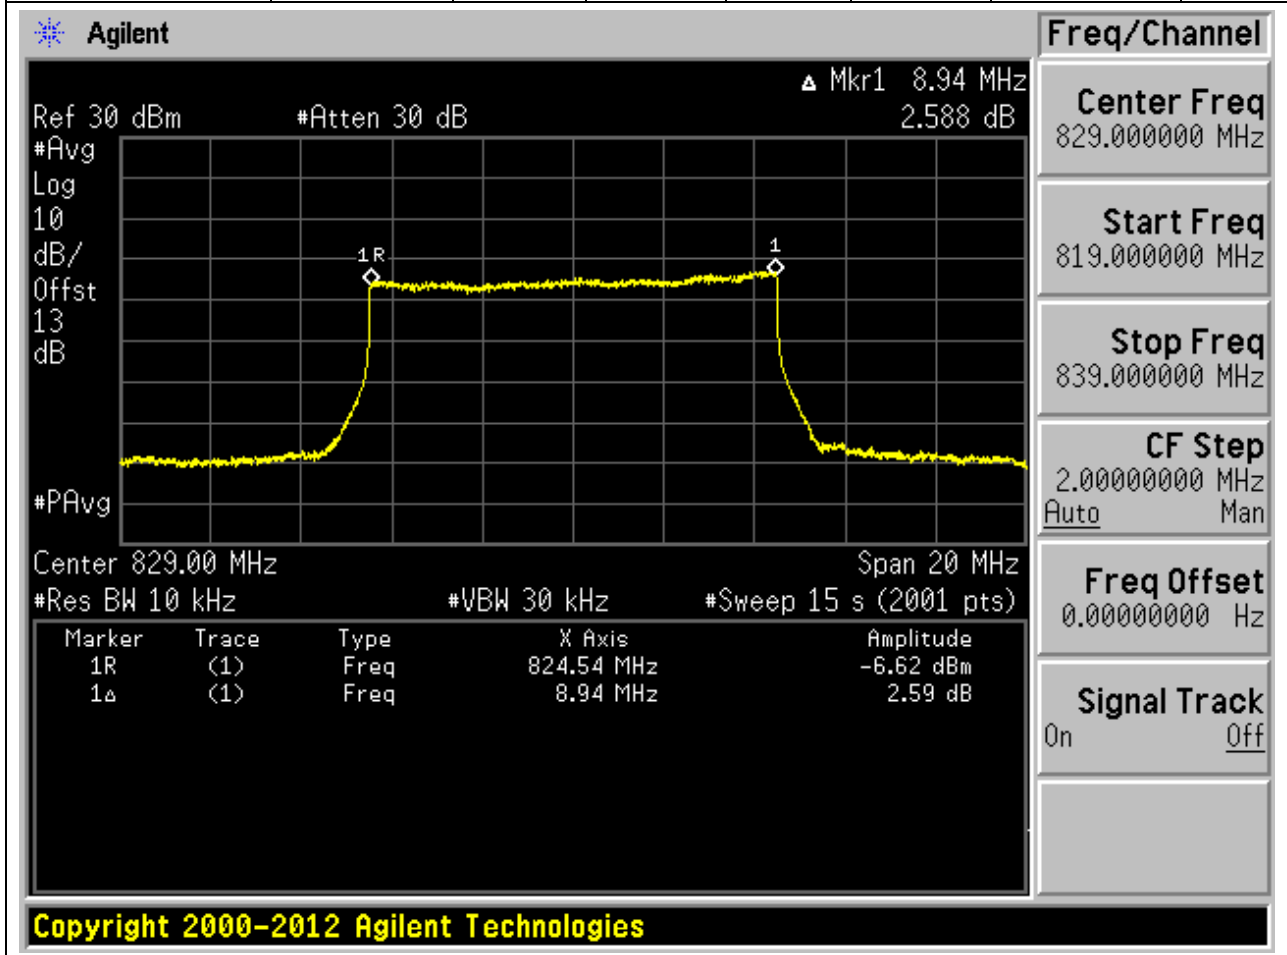 Agilent
Freq/Channel
Δ Mkr1 8.94 MHz
Ref 30 dBm #Atten 30 dB 2.588 dB
#Avg
Log
10
dB/
Offst
13
dB
1R
1
#PAvg
Center 829.00 MHz Span 20 MHz
#Res BW 10 kHz #VBW 30 kHz #Sweep 15 s (2001 pts)
Marker Trace Type X Axis Amplitude
1R (1) Freq 824.54 MHz -6.62 dBm
1Δ (1) Freq 8.94 MHz 2.59 dB
Center Freq
829.000000 MHz
Start Freq
819.000000 MHz
Stop Freq
839.000000 MHz
CF Step
2.00000000 MHz
Auto Man
Freq Offset
0.00000000 Hz
Signal Track
On Off
Copyright 2000-2012 Agilent Technologies